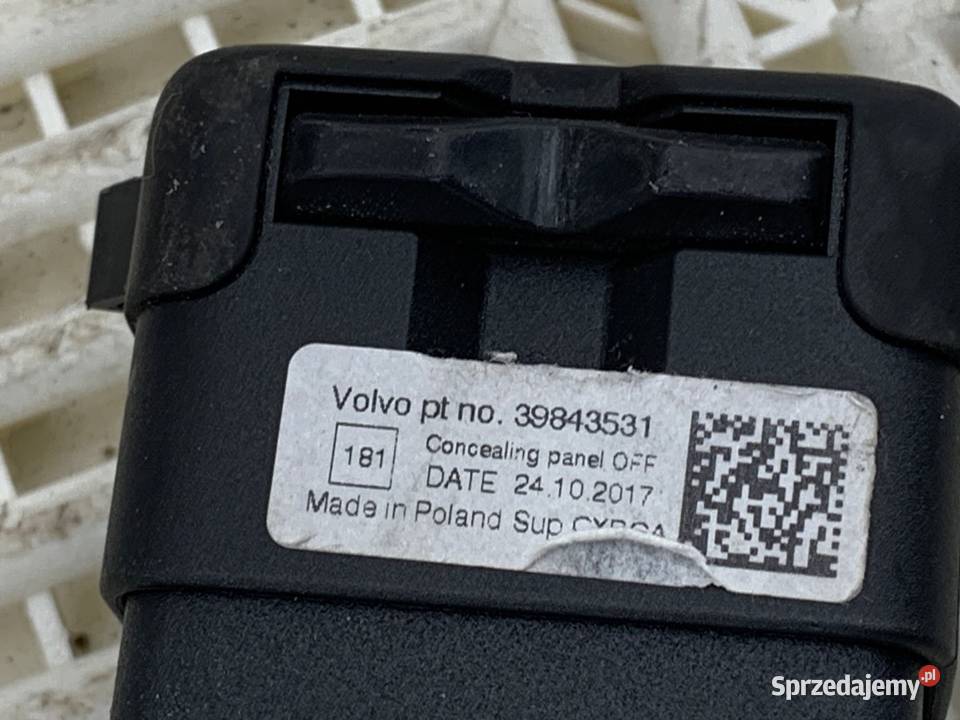 Volvo pt no. 39843531
181
Concealing panel OFF
DATE 24.10.2017
Made in Poland Sup
Sprzedajemy.pl